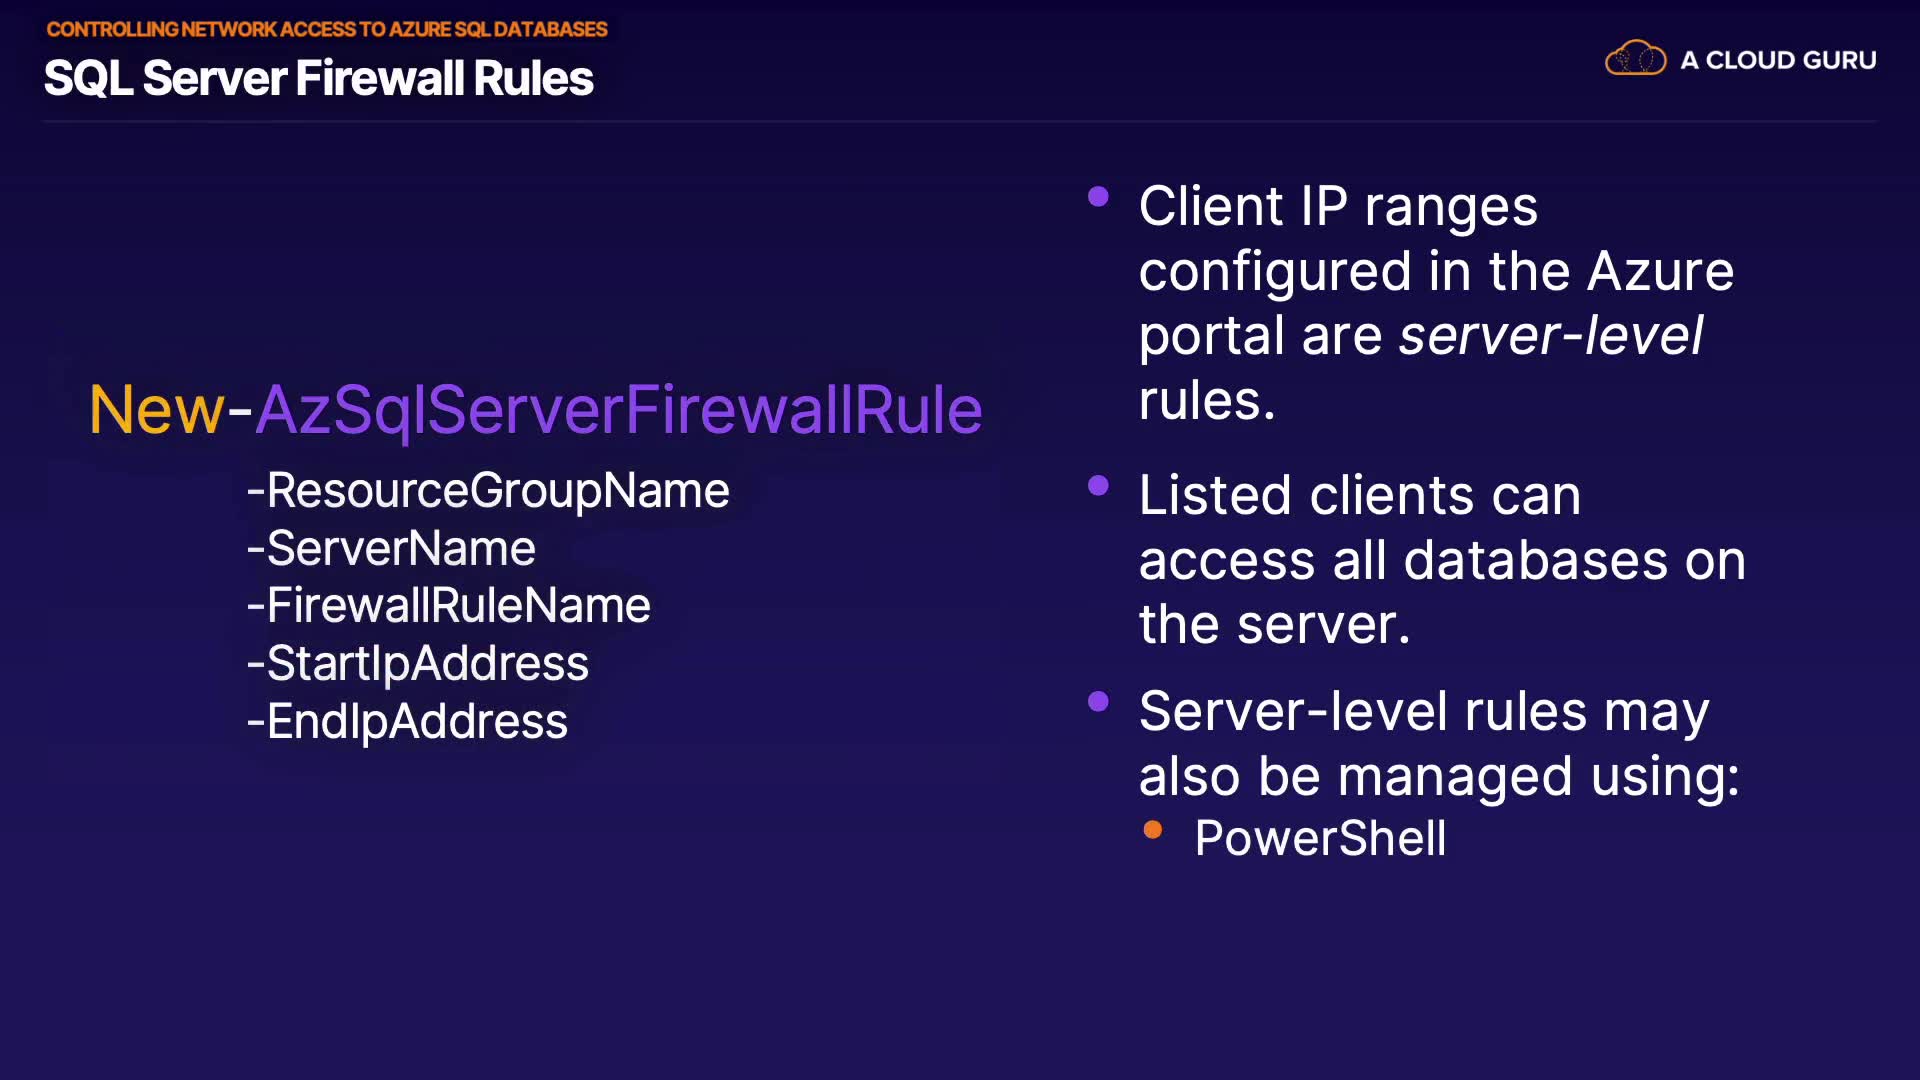 CONTROLLING NETWORK ACCESS TO AZURE SQL DATABASES
SQL Server Firewall Rules
A CLOUD GURU
New-AzSqlServerFirewallRule
-ResourceGroupName
-ServerName
-FirewallRuleName
-StartIpAddress
-EndIpAddress
Client IP ranges
configured in the Azure
portal are server-level
rules.
Listed clients can
access all databases on
the server.
Server-level rules may
also be managed using:
PowerShell